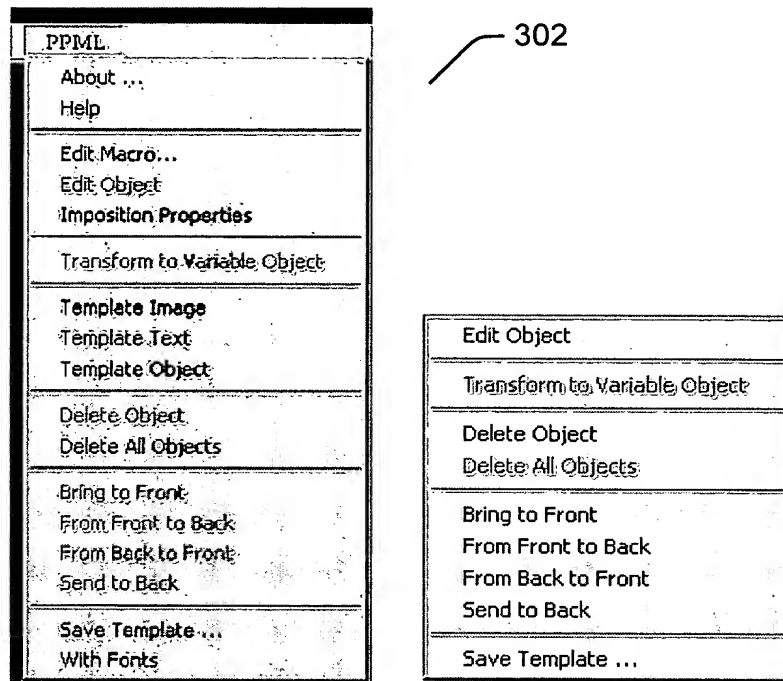 302
PPML
About ...
Help
Edit Macro...
Edit Object
Imposition Properties
Transform to Variable Object
Template Image
Template Text
Template Object
Delete Object
Delete All Objects
Bring to Front
From Front to Back
From Back to Front
Send to Back
Save Template ...
With Fonts
Edit Object
Transform to Variable Object
Delete Object
Delete All Objects
Bring to Front
From Front to Back
From Back to Front
Send to Back
Save Template ...